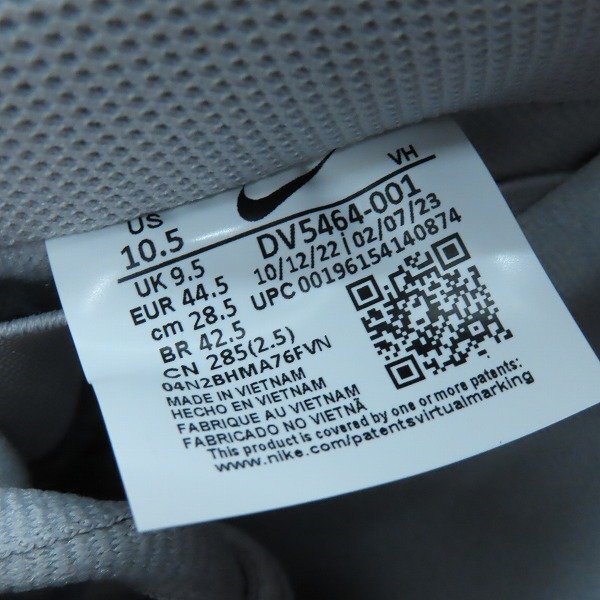 VH
US
10.5
DV5464-001
UK 9.5
10/12/22 | 02/07/23
EUR 44.5
UPC 00196154140874
cm 28.5
BR 42.5
CN 285(2.5)
04N2BHMA76FVN
MADE IN VIETNAM
HECHO EN VIETNAM
FABRIQUE AU VIETNAM
FABRICADO NO VIETNÃ
This product is covered by one or more patents:
www.nike.com/patentsvirtualmarking